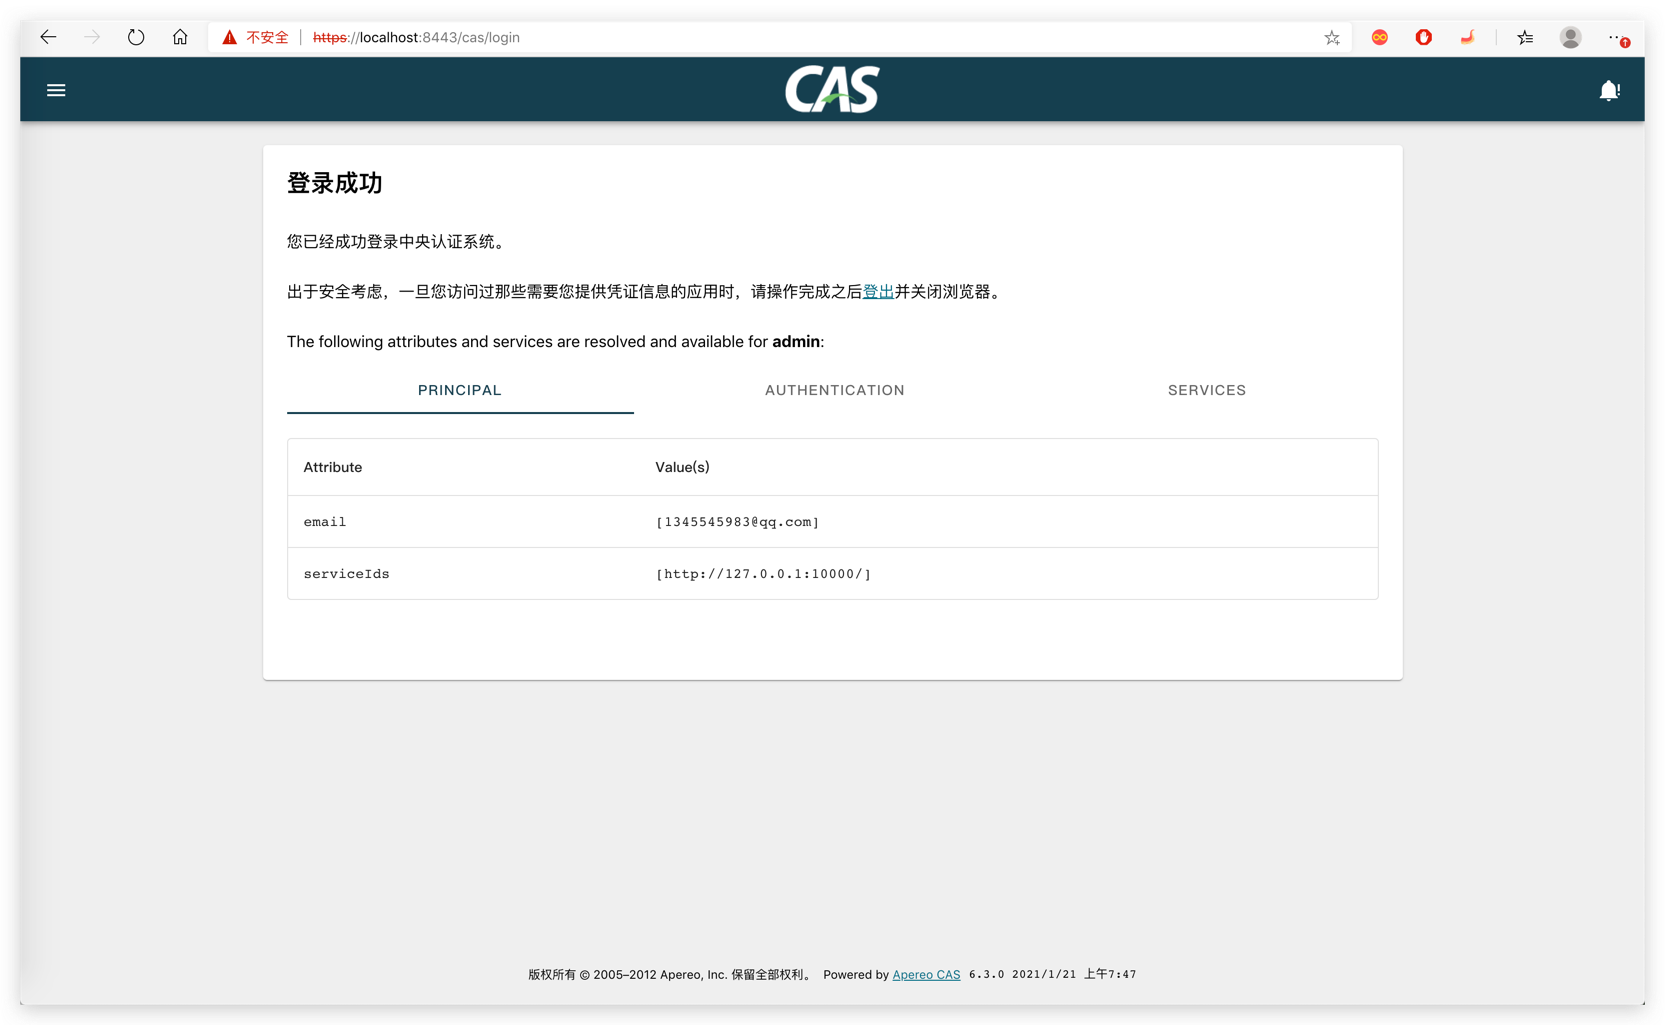 不安全 https://localhost:8443/cas/login
CAS
登录成功
您已经成功登录中央认证系统。
出于安全考虑，一旦您访问过那些需要您提供凭证信息的应用时，请操作完成之后登出并关闭浏览器。
The following attributes and services are resolved and available for admin:
PRINCIPAL AUTHENTICATION SERVICES
Attribute Value(s)
email [1345545983@qq.com]
serviceIds [http://127.0.0.1:10000/]
版权所有 © 2005–2012 Apereo, Inc. 保留全部权利。 Powered by Apereo CAS 6.3.0 2021/1/21 上午7:47